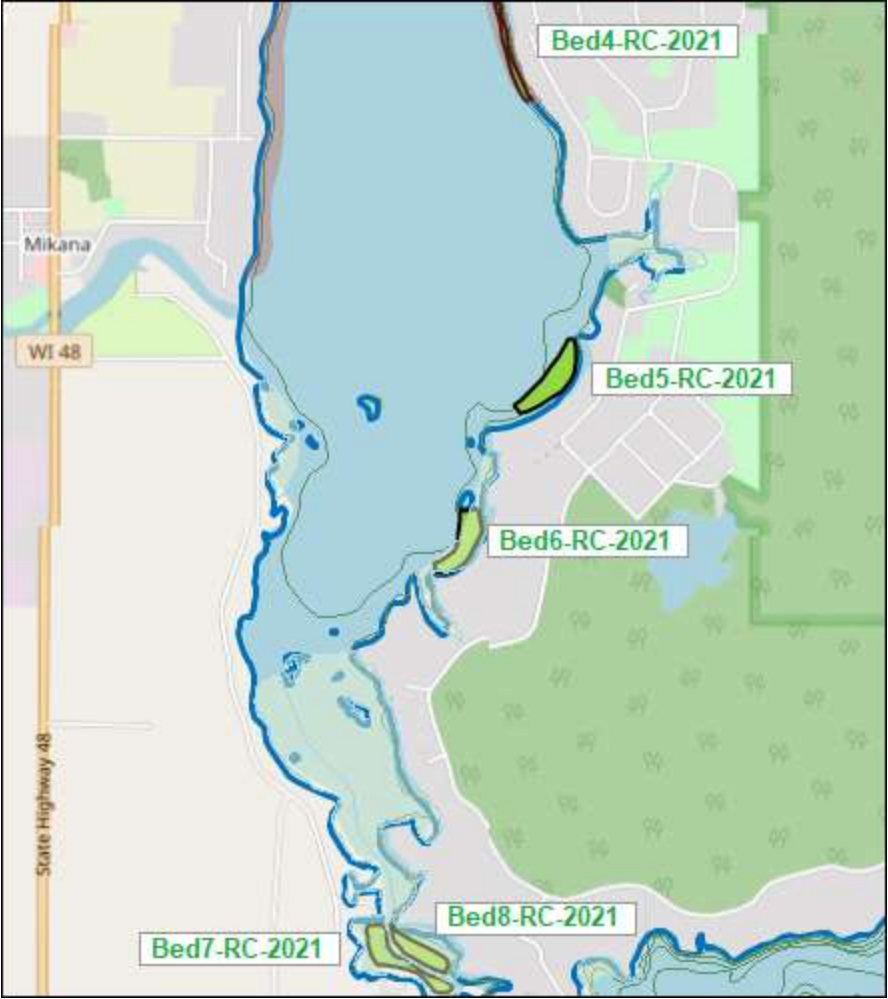 Bed4-RC-2021
Mikana
WI 48
Bed5-RC-2021
Bed6-RC-2021
State Highway 48
Bed8-RC-2021
Bed7-RC-2021